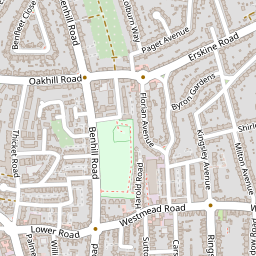 Benfleet Close
Benhill Road
Colburn Way
Paget Avenue
Erskine Road
Oakhill Road
Byron Gardens
Florian Avenue
Thicker Road
Benhill Road
Kingsley Avenue
Milton Avenue
Harold Road
Westmead Road
Lower Road